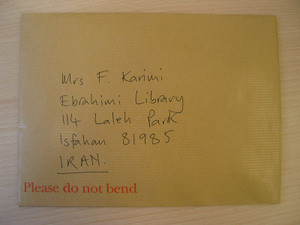 Mrs F. Karimi
Ebrahimi Library
114 Laleh Park
Isfahan 81985
IRAN.
Please do not bend